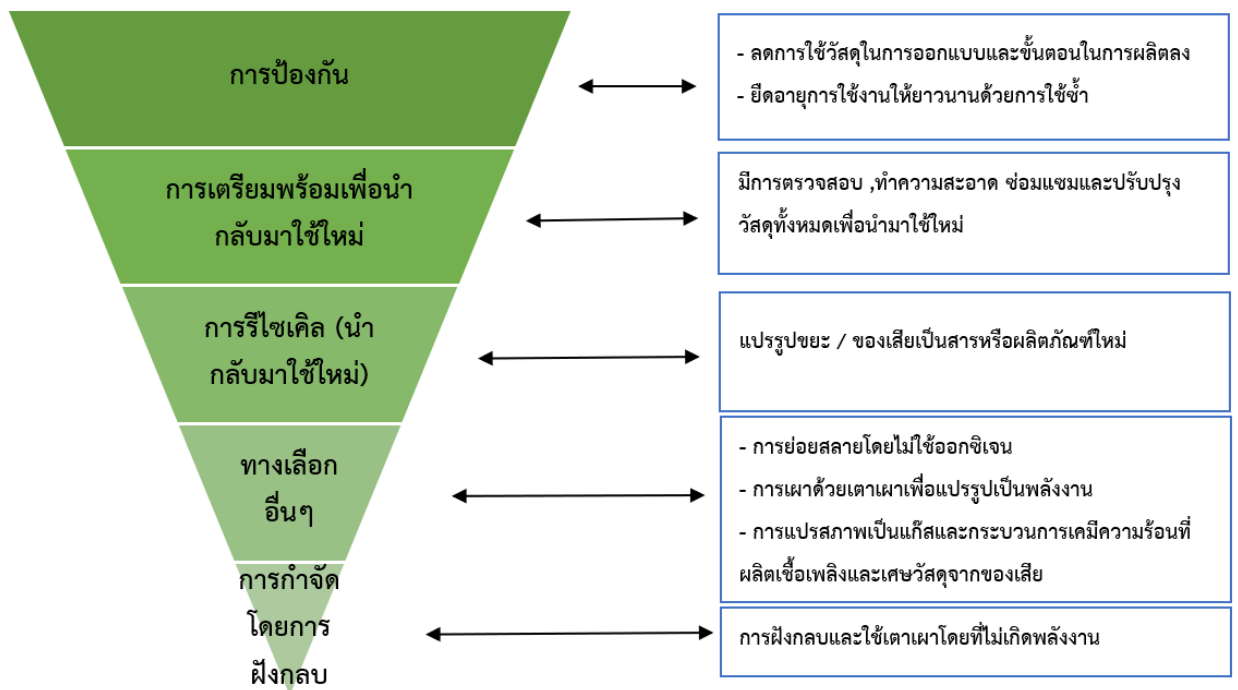 การป้องกัน
- ลดการใช้วัสดุในการออกแบบและขั้นตอนในการผลิตลง
- ยืดอายุการใช้งานให้ยาวนานด้วยการใช้ซ้ำ
การเตรียมพร้อมเพื่อนำ
กลับมาใช้ใหม่
มีการตรวจสอบ ,ทำความสะอาด ซ่อมแซมและปรับปรุง
วัสดุทั้งหมดเพื่อนำมาใช้ใหม่
การรีไซเคิล (นำ
กลับมาใช้ใหม่)
แปรรูปขยะ / ของเสียเป็นสารหรือผลิตภัณฑ์ใหม่
ทางเลือก
อื่นๆ
- การย่อยสลายโดยไม่ใช้ออกซิเจน
- การเผาด้วยเตาเผาเพื่อแปรรูปเป็นพลังงาน
- การแปรสภาพเป็นแก๊สและกระบวนการเคมีความร้อนที่
ผลิตเชื้อเพลิงและเศษวัสดุจากของเสีย
การกำจัด
โดยการ
ฝังกลบ
การฝังกลบและใช้เตาเผาโดยที่ไม่เกิดพลังงาน